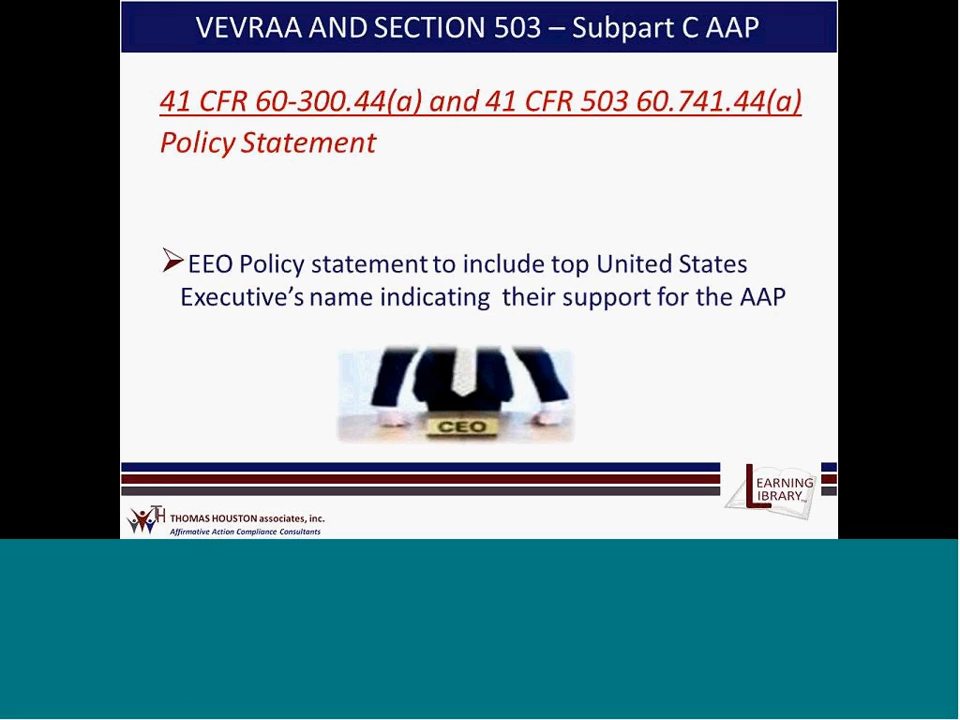 VEVRAA AND SECTION 503 – Subpart C AAP
41 CFR 60-300.44(a) and 41 CFR 503 60.741.44(a)
Policy Statement
EEO Policy statement to include top United States
Executive's name indicating their support for the AAP
CEO
LEARNING
LIBRARY
TH THOMAS HOUSTON associates, inc.
Affirmative Action Compliance Consultants